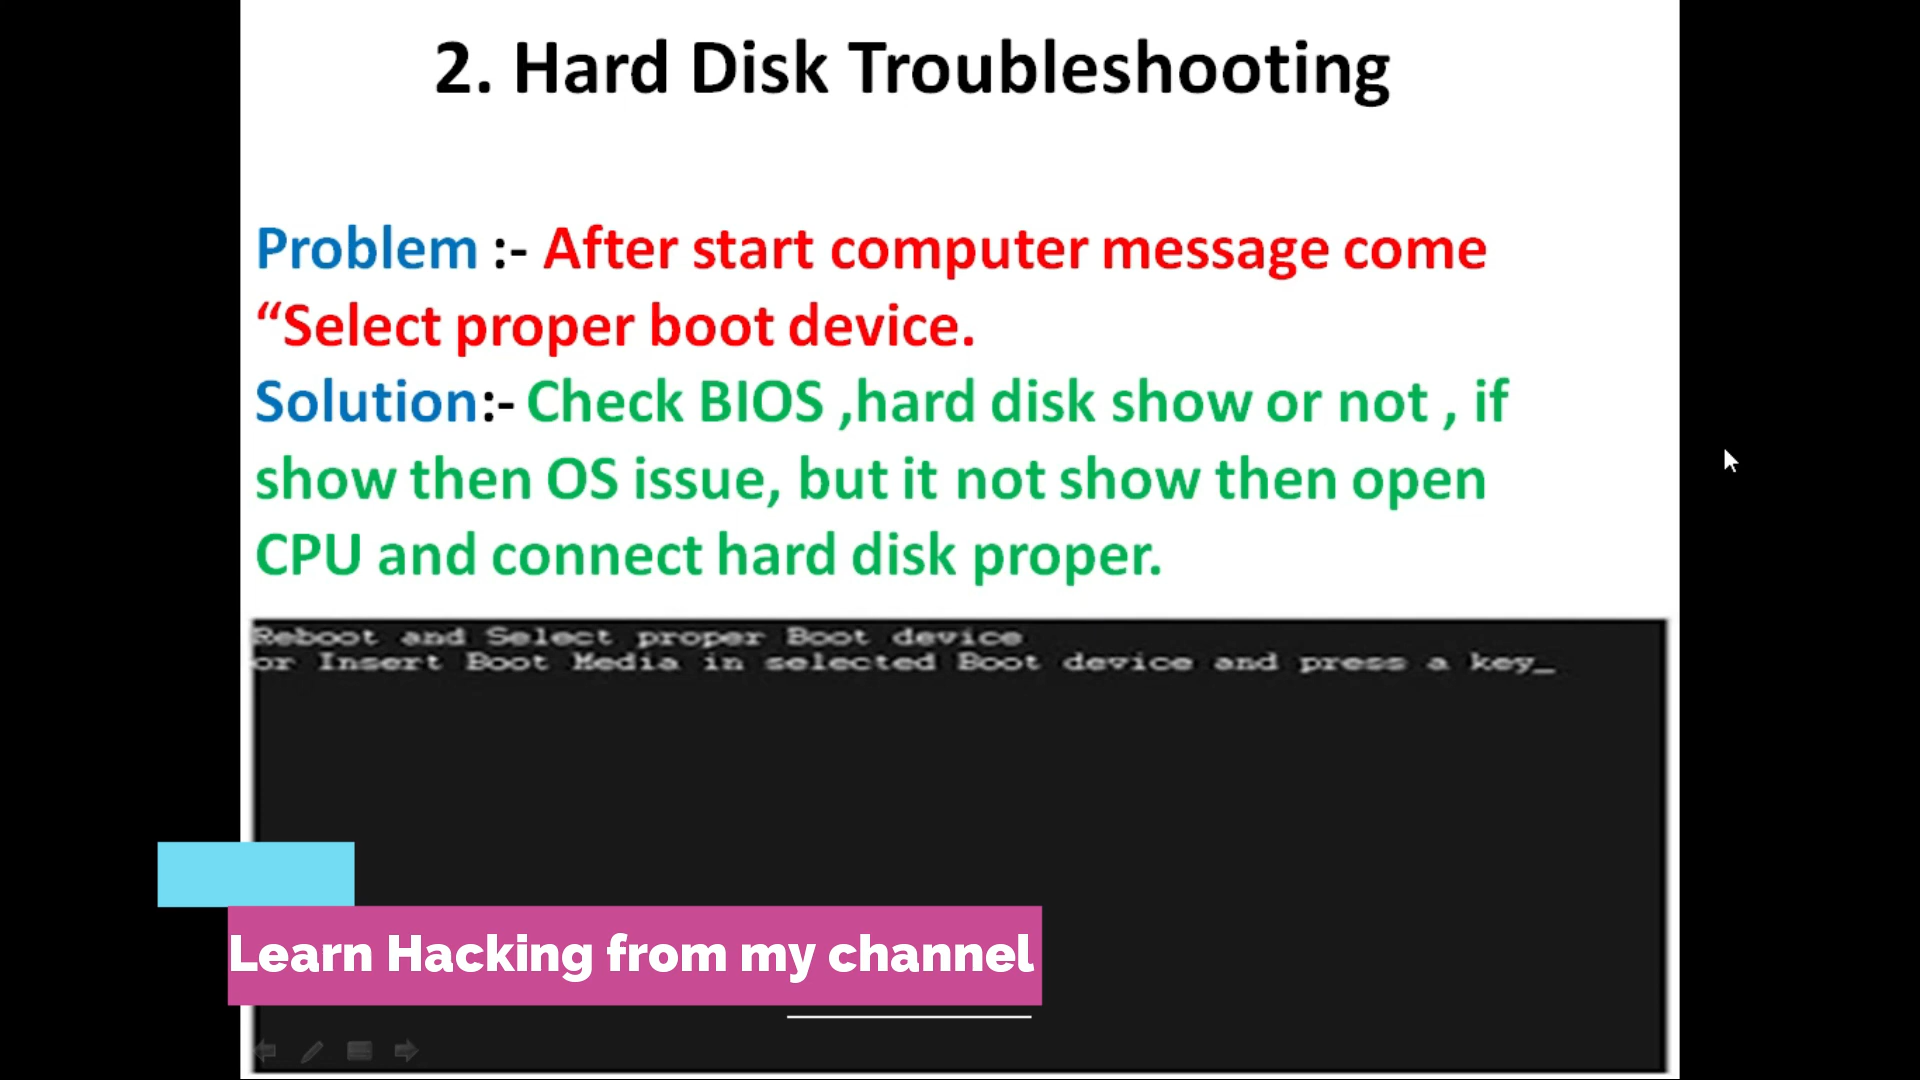 2. Hard Disk Troubleshooting
Problem :- After start computer message come
“Select proper boot device.
Solution:- Check BIOS ,hard disk show or not , if
show then OS issue, but it not show then open
CPU and connect hard disk proper.
Reboot and Select proper Boot device
or Insert Boot Media in selected Boot device and press a key_
Learn Hacking from my channel